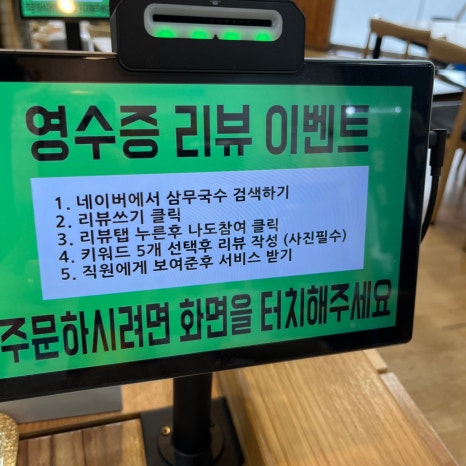 영수증 리뷰 이벤트
1. 네이버에서 삼무국수 검색하기
2. 리뷰쓰기 클릭
3. 리뷰탭 누른후 나도참여 클릭
4. 키워드 5개 선택후 리뷰 작성 (사진필수)
5. 직원에게 보여준후 서비스 받기
주문하시려면 화면을 터치해주세요